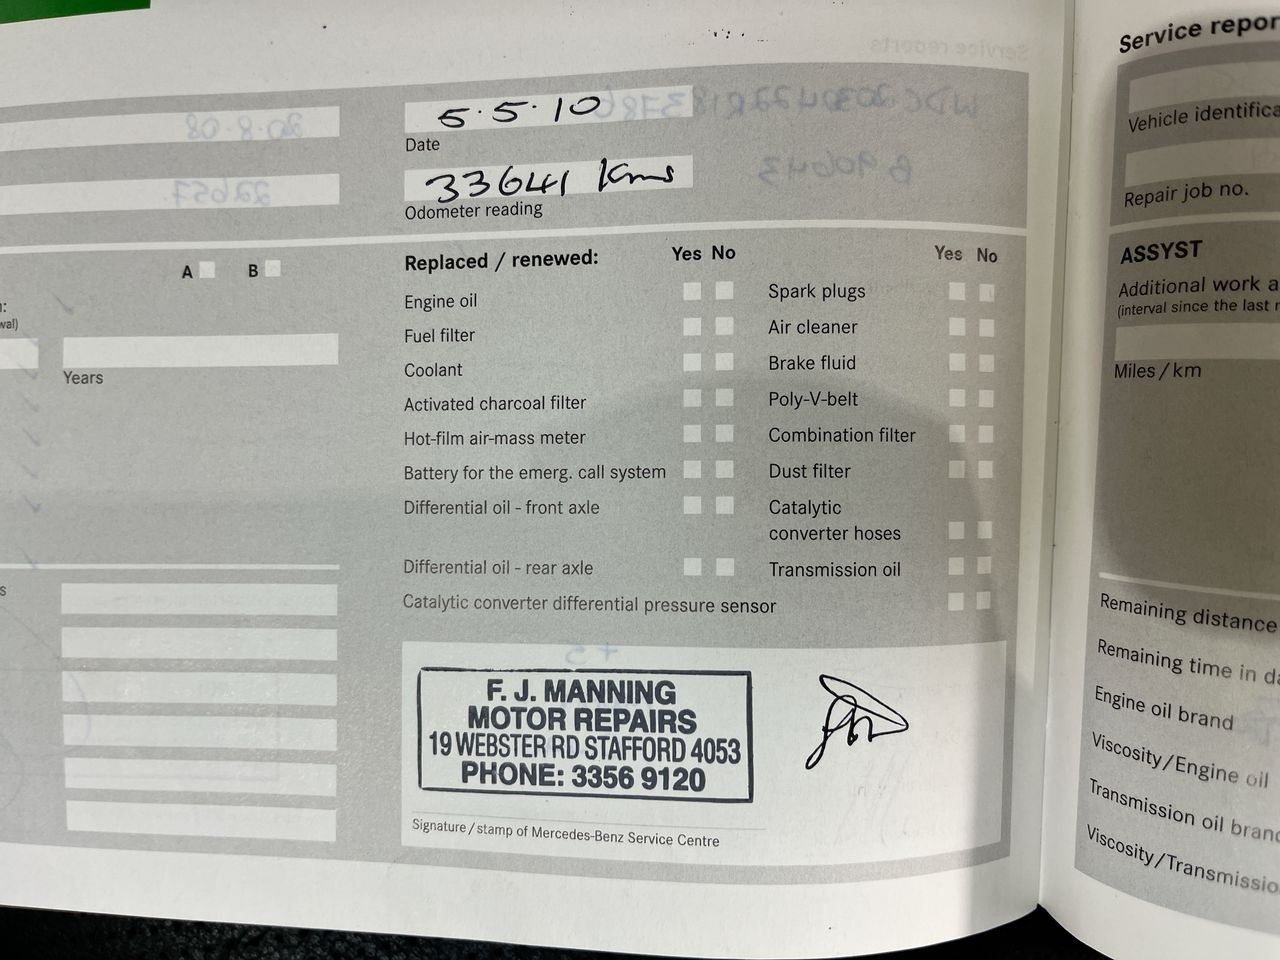 5.5.10
Date
33641 Kms
Odometer reading
A B
Years
Replaced / renewed: Yes No Yes No
Engine oil
Fuel filter
Coolant
Activated charcoal filter
Hot-film air-mass meter
Battery for the emerg. call system
Differential oil - front axle
Differential oil - rear axle
Catalytic converter differential pressure sensor
Spark plugs
Air cleaner
Brake fluid
Poly-V-belt
Combination filter
Dust filter
Catalytic
converter hoses
Transmission oil
F. J. MANNING
MOTOR REPAIRS
19 WEBSTER RD STAFFORD 4053
PHONE: 3356 9120
Signature / stamp of Mercedes-Benz Service Centre
Service repor
Vehicle identifica
Repair job no.
ASSYST
Additional work a
(interval since the last
Miles / km
Remaining distance
Remaining time in da
Engine oil brand
Viscosity/Engine oil
Transmission oil brand
Viscosity/Transmissio